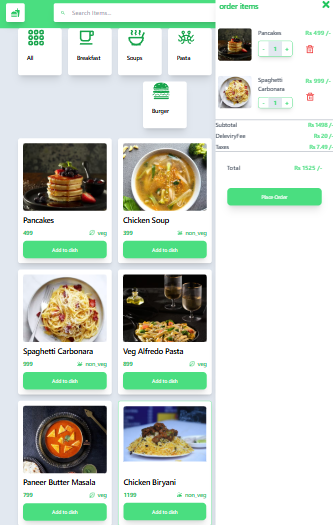 Search Items...
All
Breakfast
Soups
Pasta
Burger
Pancakes
499
veg
Add to dish
Chicken Soup
399
non_veg
Add to dish
Spaghetti Carbonara
999
non_veg
Add to dish
Veg Alfredo Pasta
899
veg
Add to dish
Paneer Butter Masala
799
veg
Add to dish
Chicken Biryani
1199
non_veg
Add to dish
order items
Pancakes
Rs 499 /-
- 1 +
Spaghetti
Carbonara
Rs 999 /-
- 1 +
Subtotal
Rs 1498 /-
DeleviryFee
Rs 20 /-
Taxes
Rs 7.49 /-
Total
Rs 1525 /-
Place Order